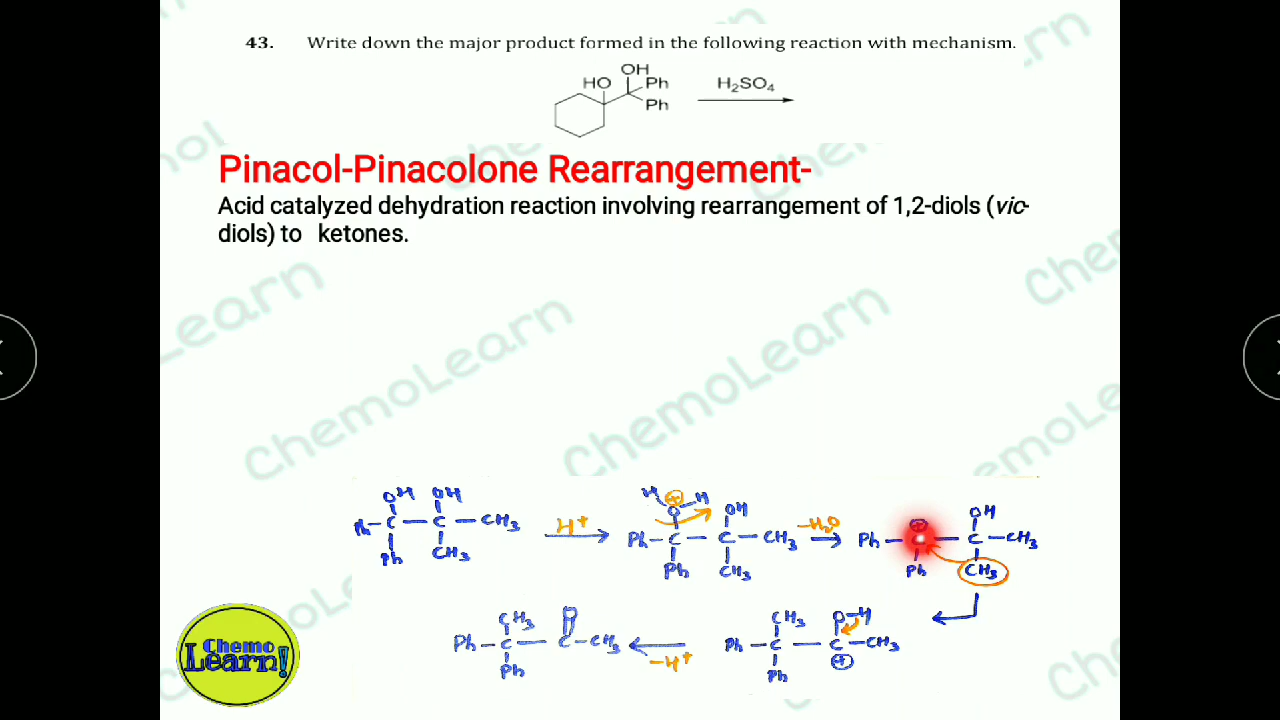 43. Write down the major product formed in the following reaction with mechanism.
OH
HO Ph H₂SO₄
Ph
Pinacol-Pinacolone Rearrangement-
Acid catalyzed dehydration reaction involving rearrangement of 1,2-diols (vic-
diols) to ketones.
ChemoLearn
ChemoLearn
OH OH
Ph-C-C-CH₃
Ph CH₃
H⁺
H ⊕ H
O OH
Ph-C-C-CH₃
Ph CH₃
-H₂O
⊕ OH
Ph-C-C-CH₃
Ph CH₃
CH₃ O-H
Ph-C-C-CH₃
Ph ⊕
-H⁺
CH₃ O
Ph-C-C-CH₃
Ph
Chemo
Learn!